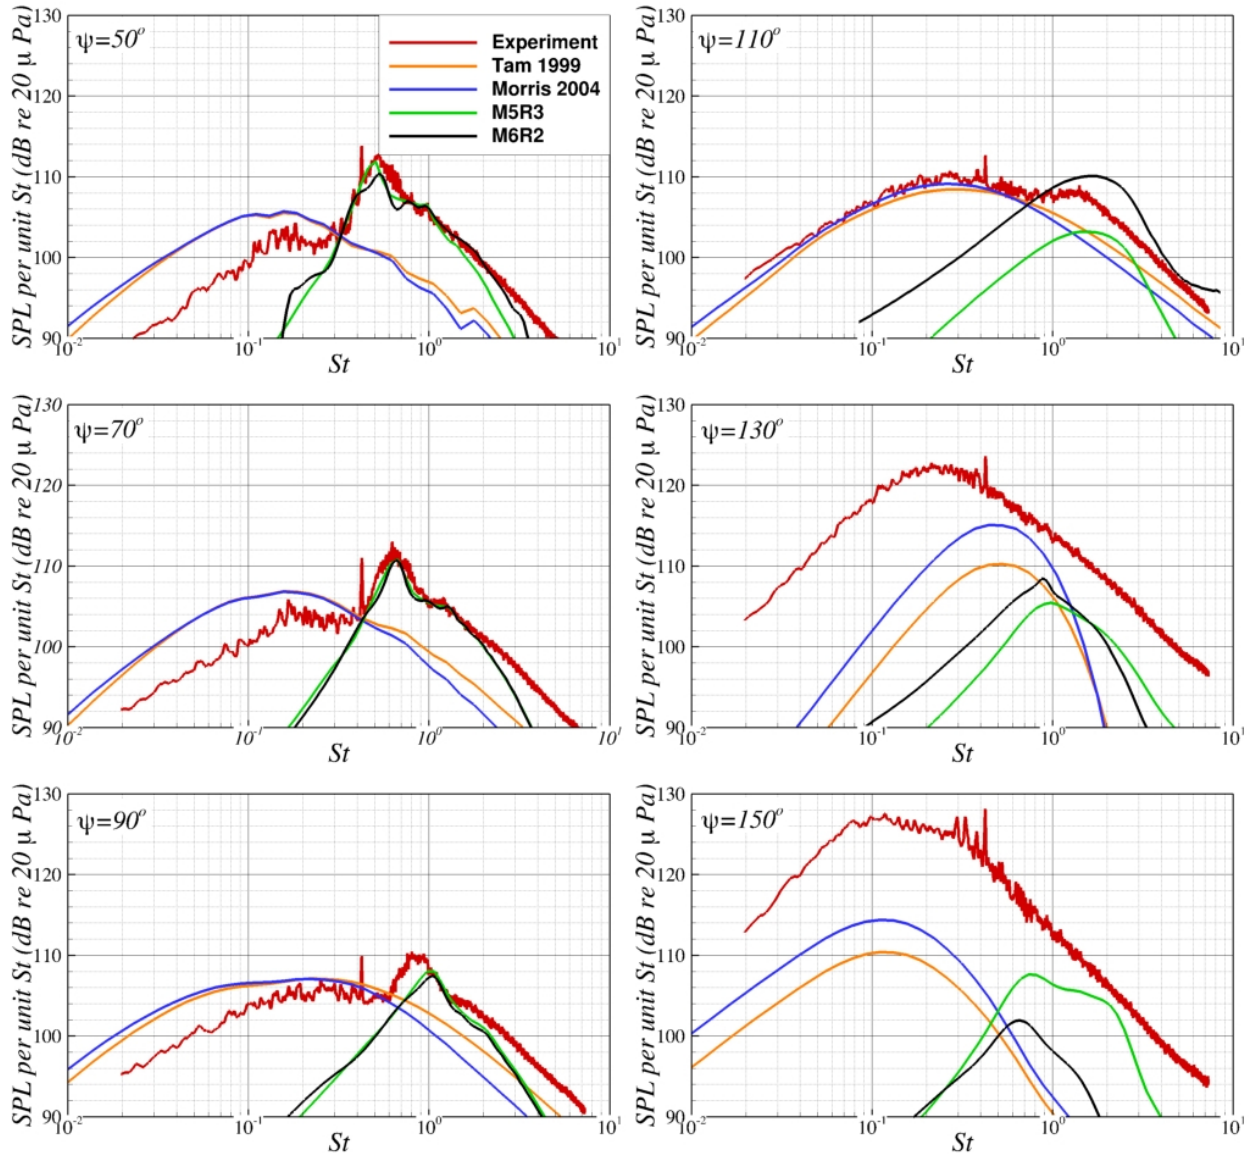 SPL per unit St (dB re 20 μ Pa)
130
120
110
100
90
ψ=50°
Experiment
Tam 1999
Morris 2004
M5R3
M6R2
10⁻² 10⁻¹ 10⁰ 10¹
St
SPL per unit St (dB re 20 μ Pa)
130
120
110
100
90
ψ=110°
10⁻² 10⁻¹ 10⁰ 10¹
St
SPL per unit St (dB re 20 μ Pa)
130
120
110
100
90
ψ=70°
10⁻² 10⁻¹ 10⁰ 10¹
St
SPL per unit St (dB re 20 μ Pa)
130
120
110
100
90
ψ=130°
10⁻² 10⁻¹ 10⁰ 10¹
St
SPL per unit St (dB re 20 μ Pa)
130
120
110
100
90
ψ=90°
10⁻² 10⁻¹ 10⁰ 10¹
St
SPL per unit St (dB re 20 μ Pa)
130
120
110
100
90
ψ=150°
10⁻² 10⁻¹ 10⁰ 10¹
St